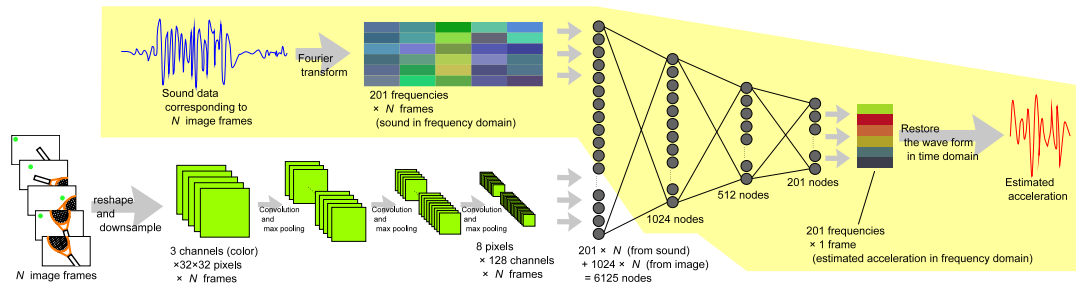 Sound data
corresponding to
N image frames
Fourier
transform
201 frequencies
× N frames
(sound in frequency domain)
N image frames
reshape and
downsample
3 channels (color)
×32×32 pixels
× N frames
Convolution
and
max pooling
Convolution
and
max pooling
Convolution
and
max pooling
8 pixels
× 128 channels
× N frames
201 × N (from sound)
+ 1024 × N (from image)
= 6125 nodes
1024 nodes
512 nodes
201 nodes
201 frequencies
× 1 frame
(estimated acceleration in frequency domain)
Restore
the wave form
in time domain
Estimated
acceleration